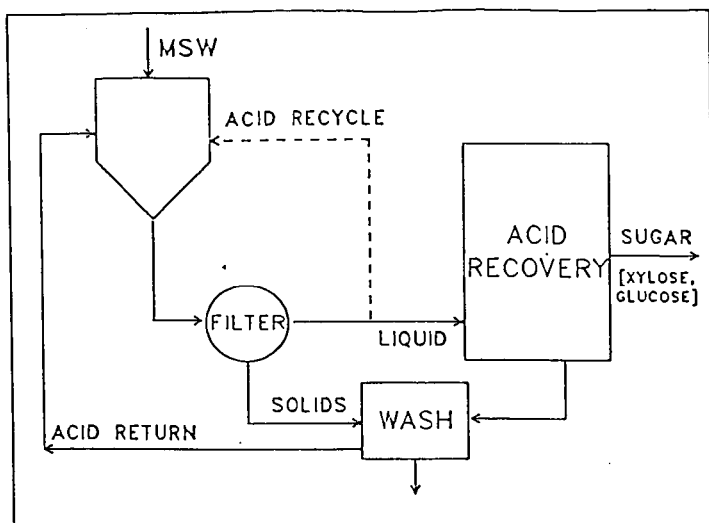 MSW
ACID RECYCLE
ACID
RECOVERY
SUGAR
[XYLOSE,
GLUCOSE]
FILTER
LIQUID
SOLIDS
WASH
ACID RETURN